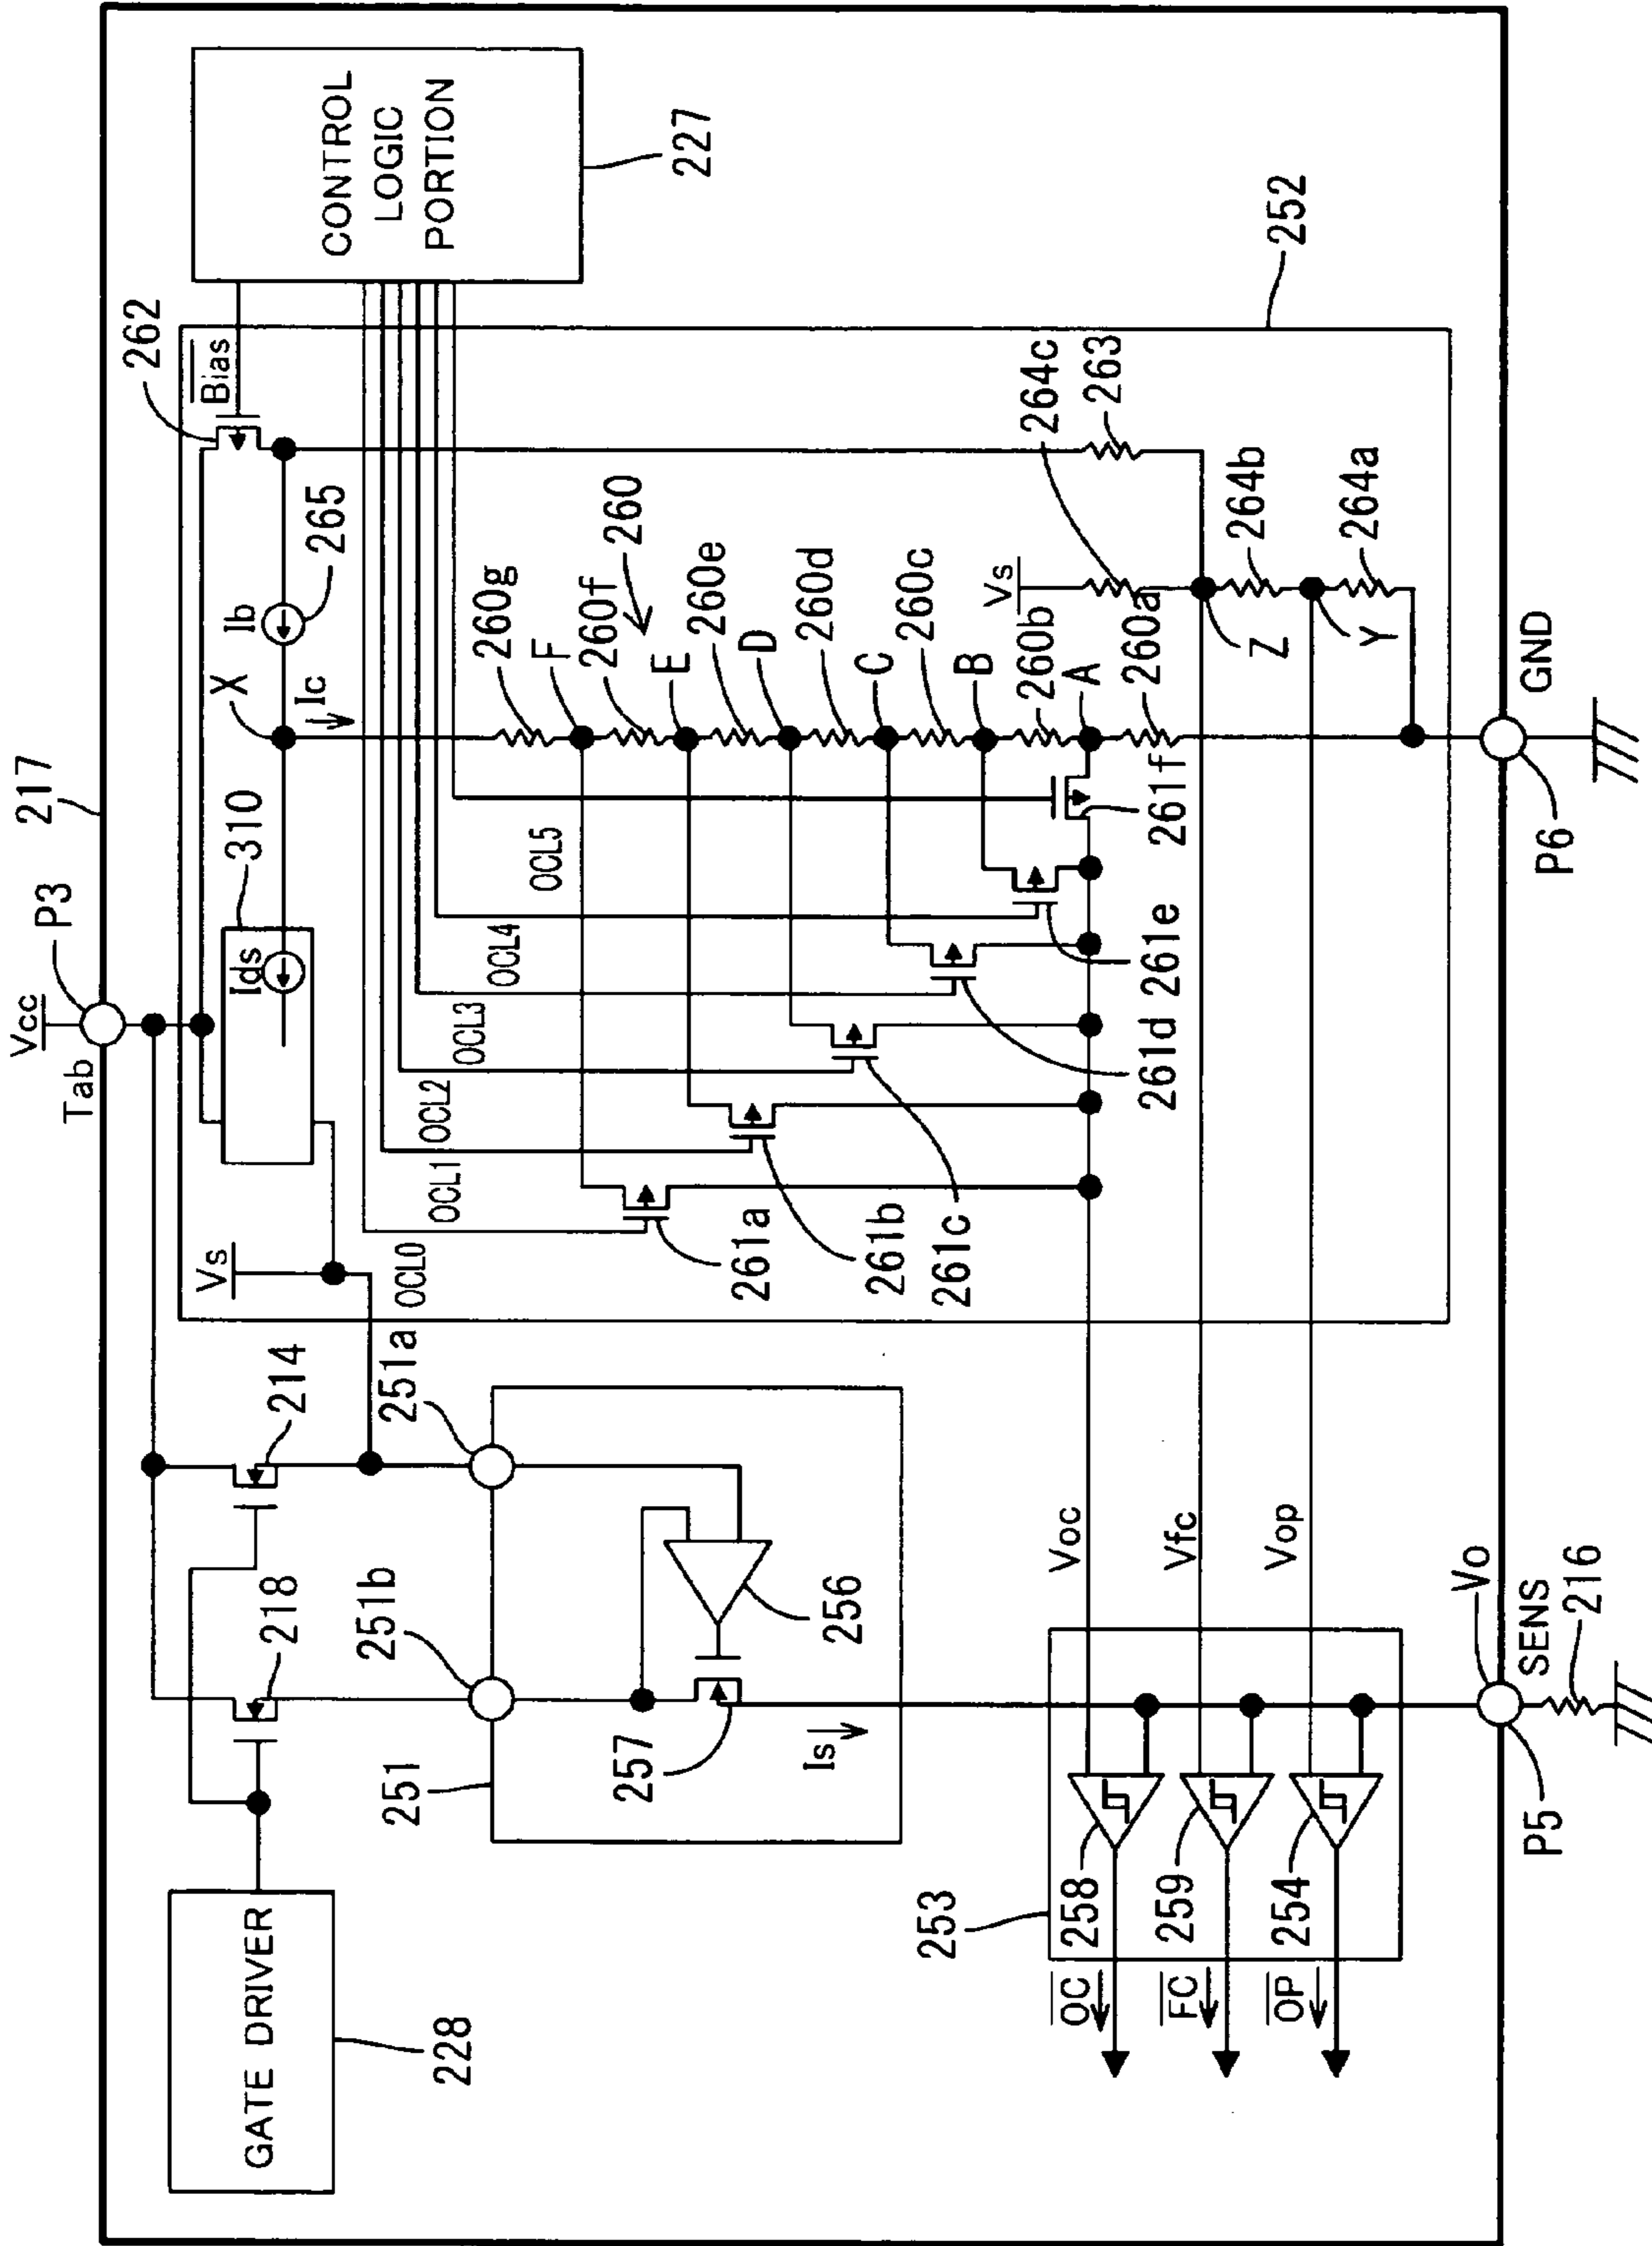 217
Vcc
P3
Tab
262
Bias
CONTROL
LOGIC
PORTION
227
X
Ib
265
Ic
310
Ids
Vs
251a
214
218
251b
GATE DRIVER
228
251
256
257
Is
OCL0
OCL1
OCL2
OCL3
OCL4
OCL5
260g
F
260f
260
E
260e
D
260d
C
260c
B
260b
A
260a
Vs
264c
263
264b
264a
Z
Y
252
261a
261b
261c
261d
261e
261f
Voc
Vfc
Vop
253
258
259
254
OC
FC
OP
Vo
SENS
216
P5
P6
GND